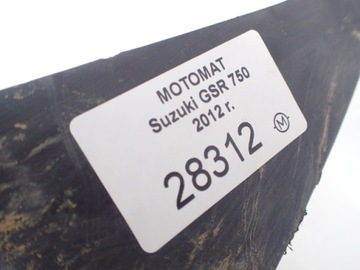 MOTOMAT
Suzuki GSR 750
2012 r.
28312
M